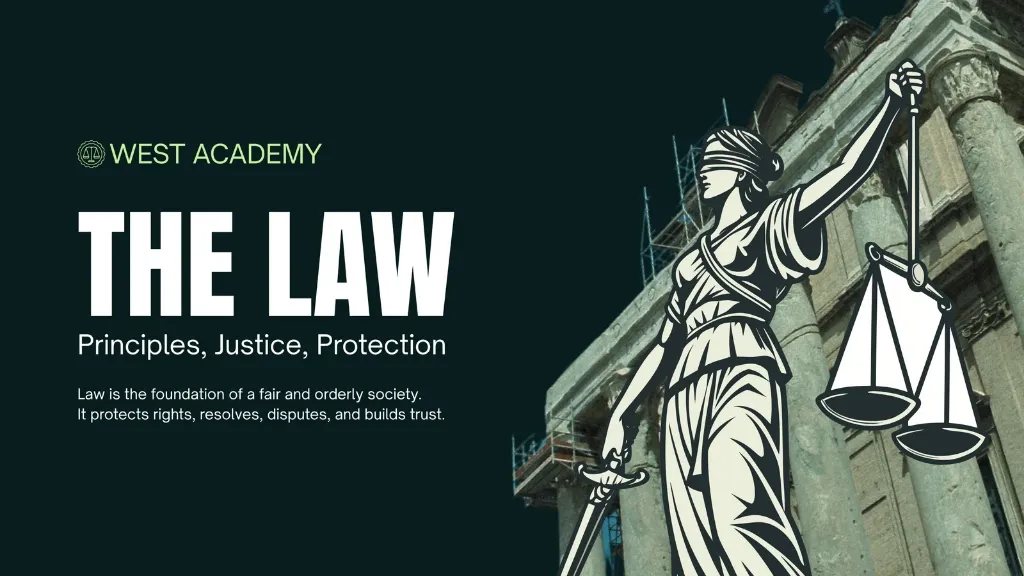 WEST ACADEMY
THE LAW
Principles, Justice, Protection
Law is the foundation of a fair and orderly society.
It protects rights, resolves, disputes, and builds trust.